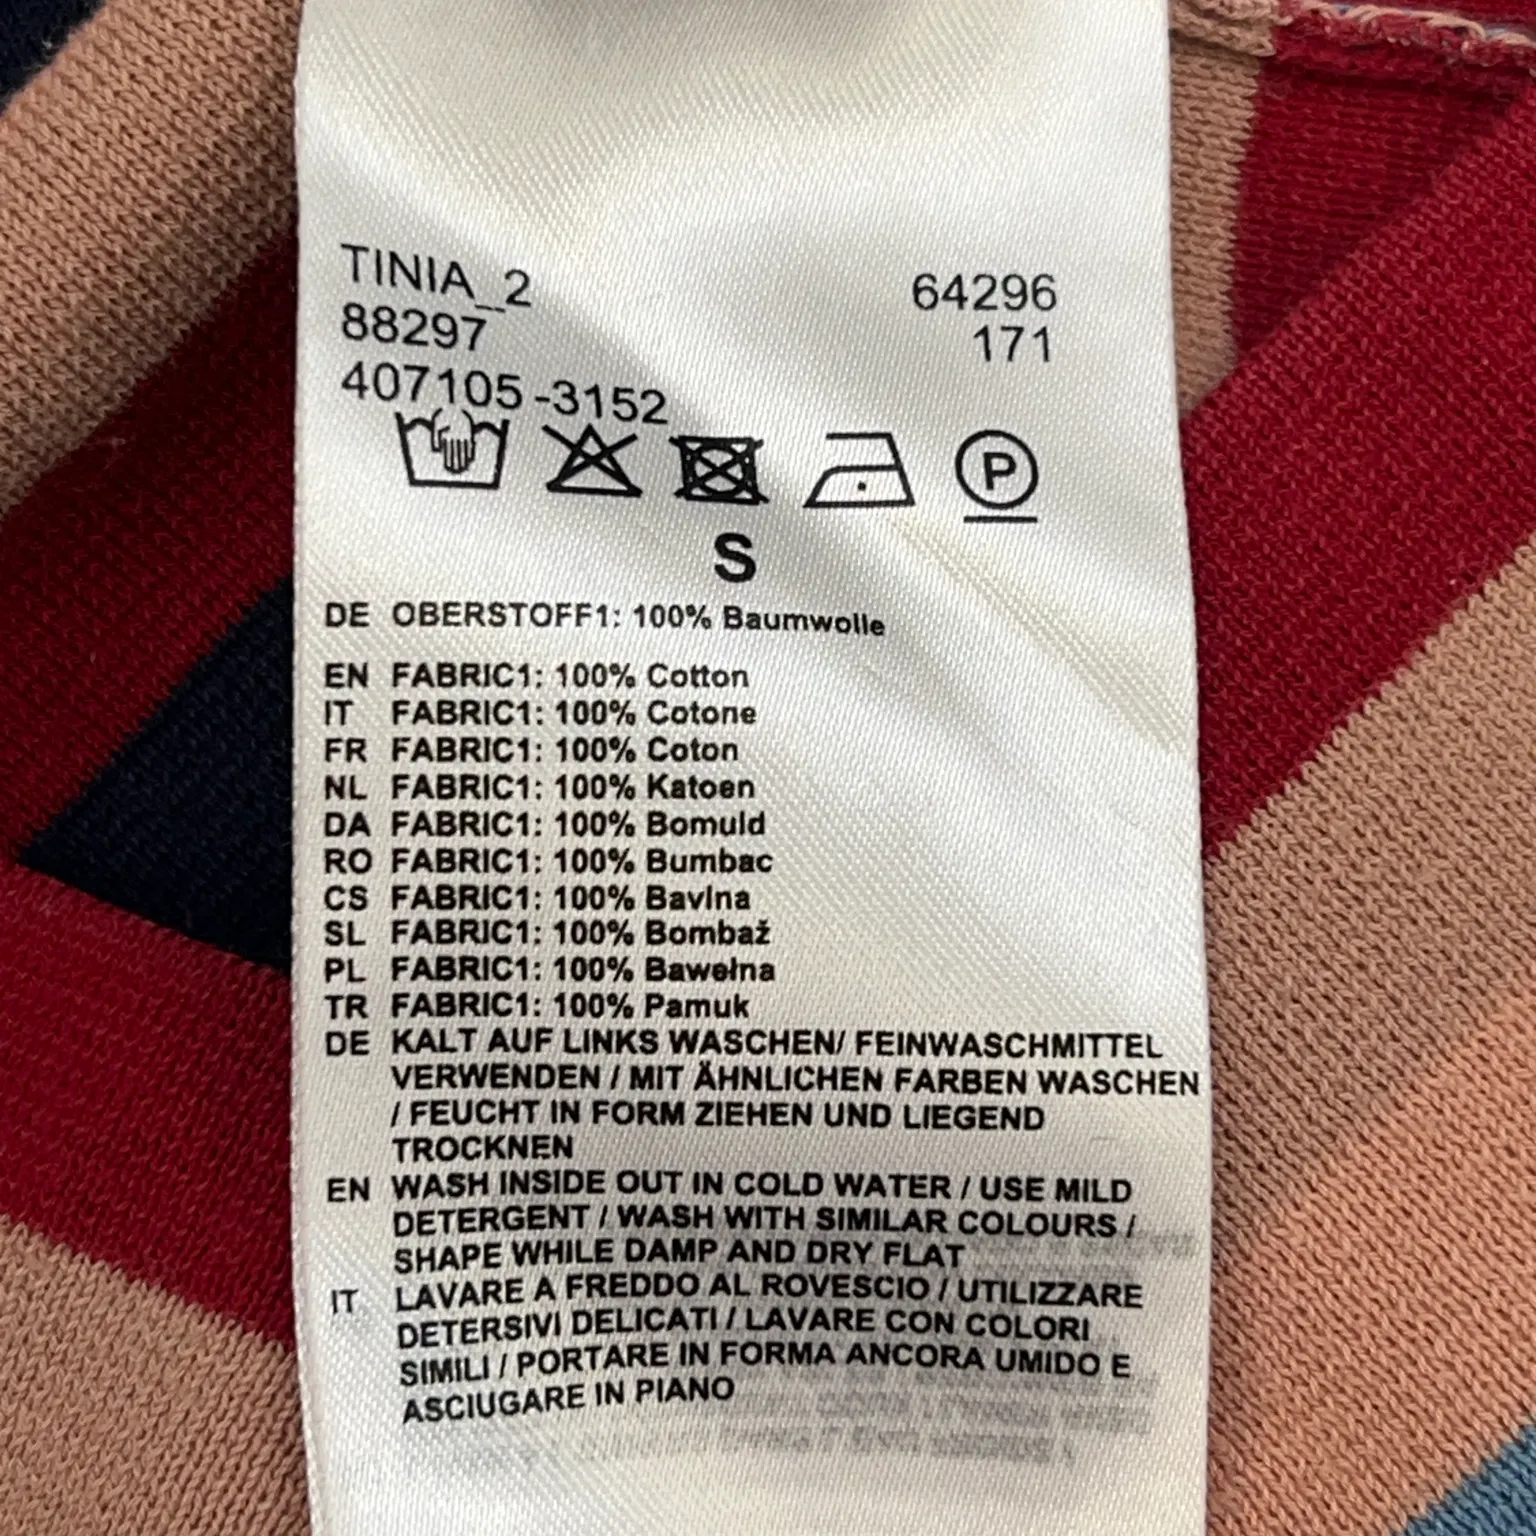 TINIA_2
64296
88297
171
407105-3152
P
S
DE OBERSTOFF1: 100% Baumwolle
EN FABRIC1: 100% Cotton
IT FABRIC1: 100% Cotone
FR FABRIC1: 100% Coton
NL FABRIC1: 100% Katoen
DA FABRIC1: 100% Bomuld
RO FABRIC1: 100% Bumbac
CS FABRIC1: 100% Bavlna
SL FABRIC1: 100% Bombaž
PL FABRIC1: 100% Bawełna
TR FABRIC1: 100% Pamuk
DE KALT AUF LINKS WASCHEN/ FEINWASCHMITTEL
VERWENDEN / MIT ÄHNLICHEN FARBEN WASCHEN
/ FEUCHT IN FORM ZIEHEN UND LIEGEND
TROCKNEN
EN WASH INSIDE OUT IN COLD WATER / USE MILD
DETERGENT / WASH WITH SIMILAR COLOURS /
SHAPE WHILE DAMP AND DRY FLAT
IT LAVARE A FREDDO AL ROVESCIO / UTILIZZARE
DETERSIVI DELICATI / LAVARE CON COLORI
SIMILI / PORTARE IN FORMA ANCORA UMIDO E
ASCIUGARE IN PIANO